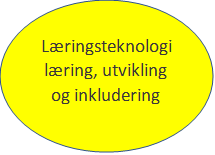 Læringsteknologi
læring, utvikling
og inkludering